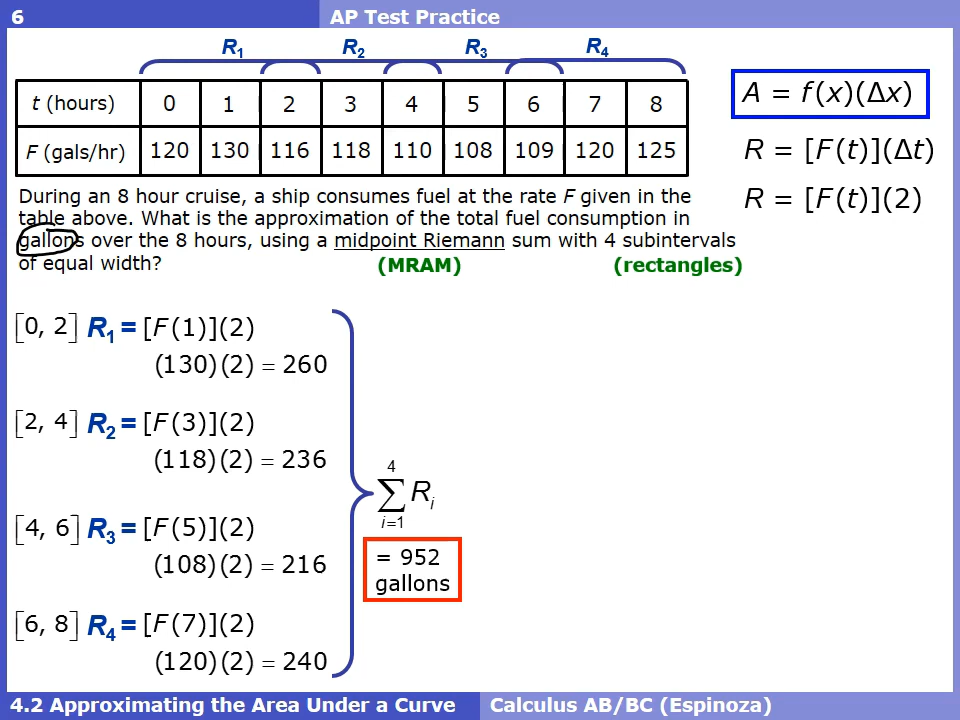 6 AP Test Practice
R1 R2 R3 R4
t (hours) 0 1 2 3 4 5 6 7 8
F (gals/hr) 120 130 116 118 110 108 109 120 125
A = f(x)(Δx)
R = [F(t)](Δt)
R = [F(t)](2)
During an 8 hour cruise, a ship consumes fuel at the rate F given in the
table above. What is the approximation of the total fuel consumption in
gallons over the 8 hours, using a midpoint Riemann sum with 4 subintervals
of equal width?
(MRAM) (rectangles)
[0, 2] R1 = [F(1)](2)
(130)(2) = 260
[2, 4] R2 = [F(3)](2)
(118)(2) = 236
[4, 6] R3 = [F(5)](2)
(108)(2) = 216
[6, 8] R4 = [F(7)](2)
(120)(2) = 240
4
∑ Ri
i=1
= 952
gallons
4.2 Approximating the Area Under a Curve Calculus AB/BC (Espinoza)